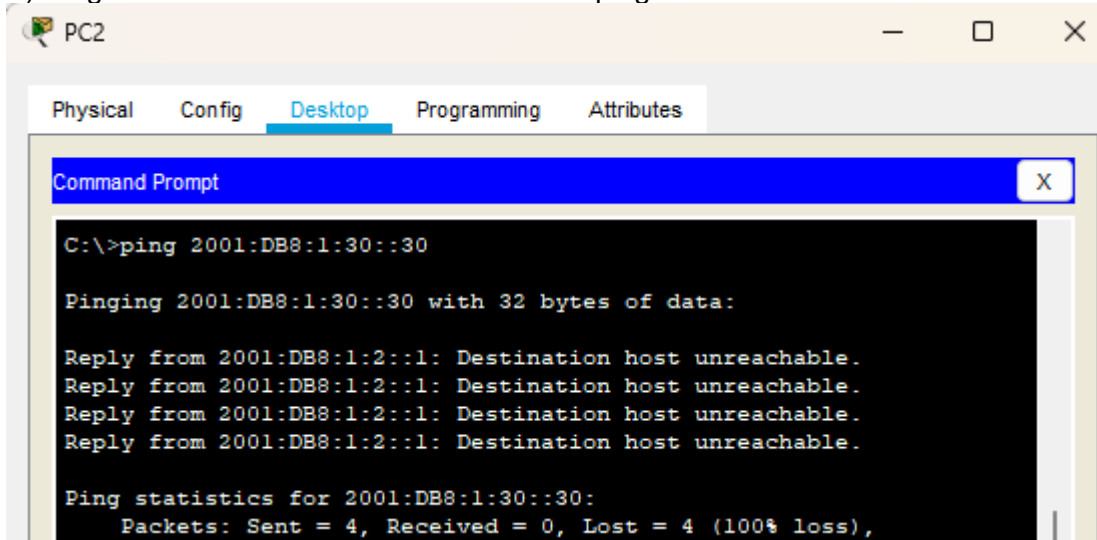 PC2
Physical Config Desktop Programming Attributes
Command Prompt
X
C:\>ping 2001:DB8:1:30::30
Pinging 2001:DB8:1:30::30 with 32 bytes of data:
Reply from 2001:DB8:1:2::1: Destination host unreachable.
Reply from 2001:DB8:1:2::1: Destination host unreachable.
Reply from 2001:DB8:1:2::1: Destination host unreachable.
Reply from 2001:DB8:1:2::1: Destination host unreachable.
Ping statistics for 2001:DB8:1:30::30:
Packets: Sent = 4, Received = 0, Lost = 4 (100% loss),